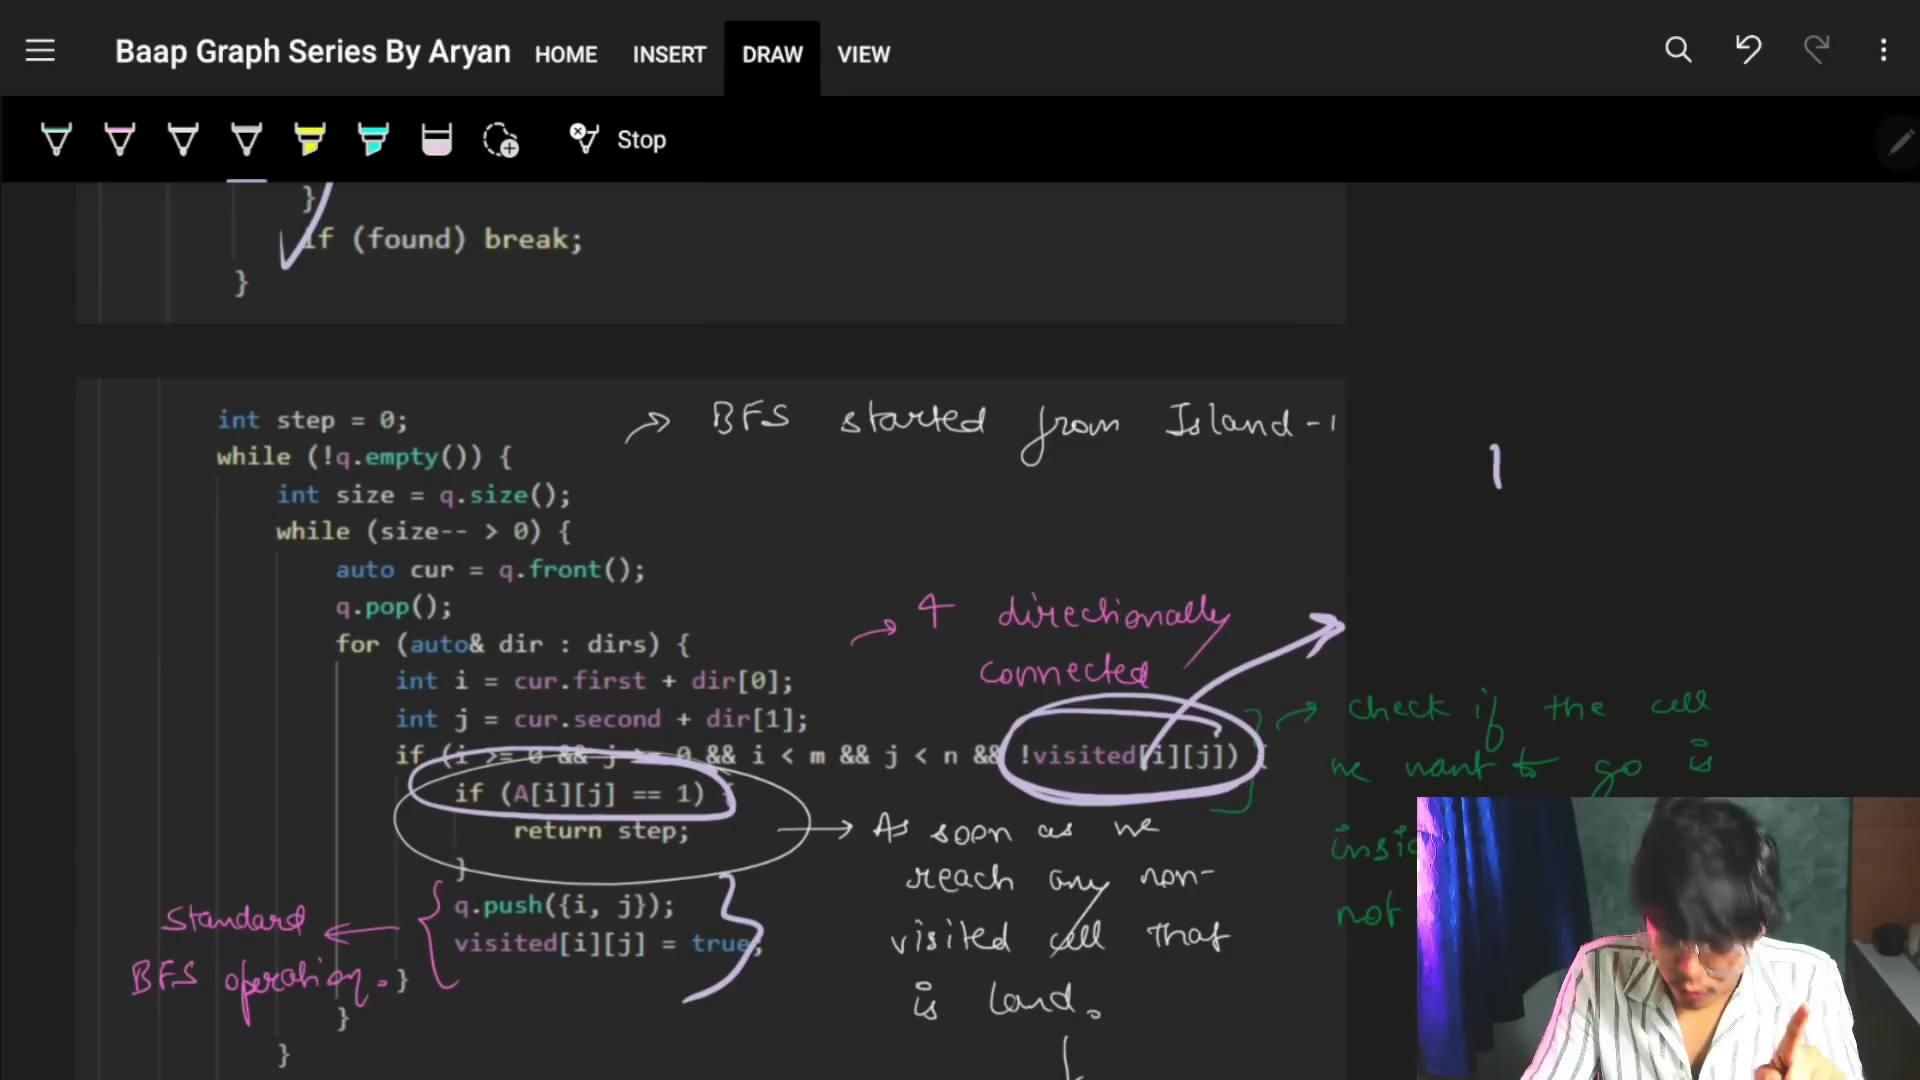 Baap Graph Series By Aryan HOME INSERT DRAW VIEW
Stop
}
if (found) break;
}
int step = 0;
while (!q.empty()) {
int size = q.size();
while (size-- > 0) {
auto cur = q.front();
q.pop();
for (auto& dir : dirs) {
int i = cur.first + dir[0];
int j = cur.second + dir[1];
if (i >= 0 && j >= 0 && i < m && j < n && !visited[i][j]) {
if (A[i][j] == 1) {
return step;
}
q.push({i, j});
visited[i][j] = true;
}
}
}
→ BFS started from Island-1
1
→ 4 directionally
connected
→ check if the cell
we want to go is
not
→ As soon as we
reach any non-
visited cell that
is land.
Standard ←
BFS operation.